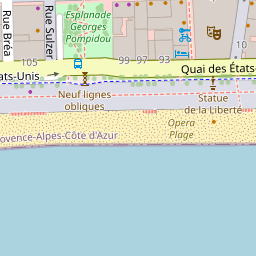 Rue Bréa
Rue Sulzer
Esplanade
Georges
Pompidou
10
105
99
97
93
ats-Unis
Quai des États-
Neuf lignes
obliques
Statue
de la Liberté
Opera
Plage
rovence-Alpes-Côte d'Azur